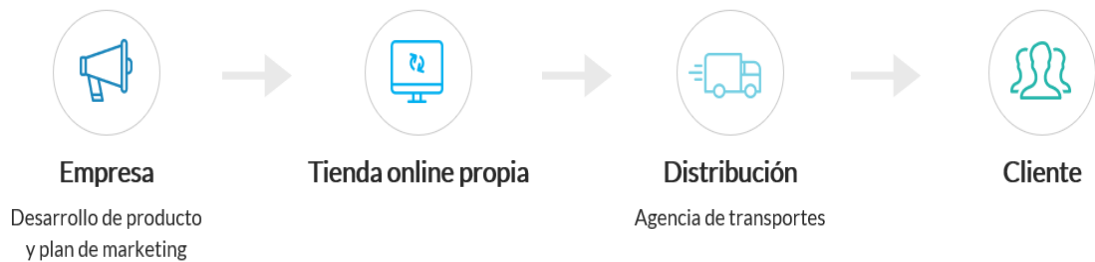 Empresa
Desarrollo de producto
y plan de marketing
Tienda online propia
Distribución
Agencia de transportes
Cliente